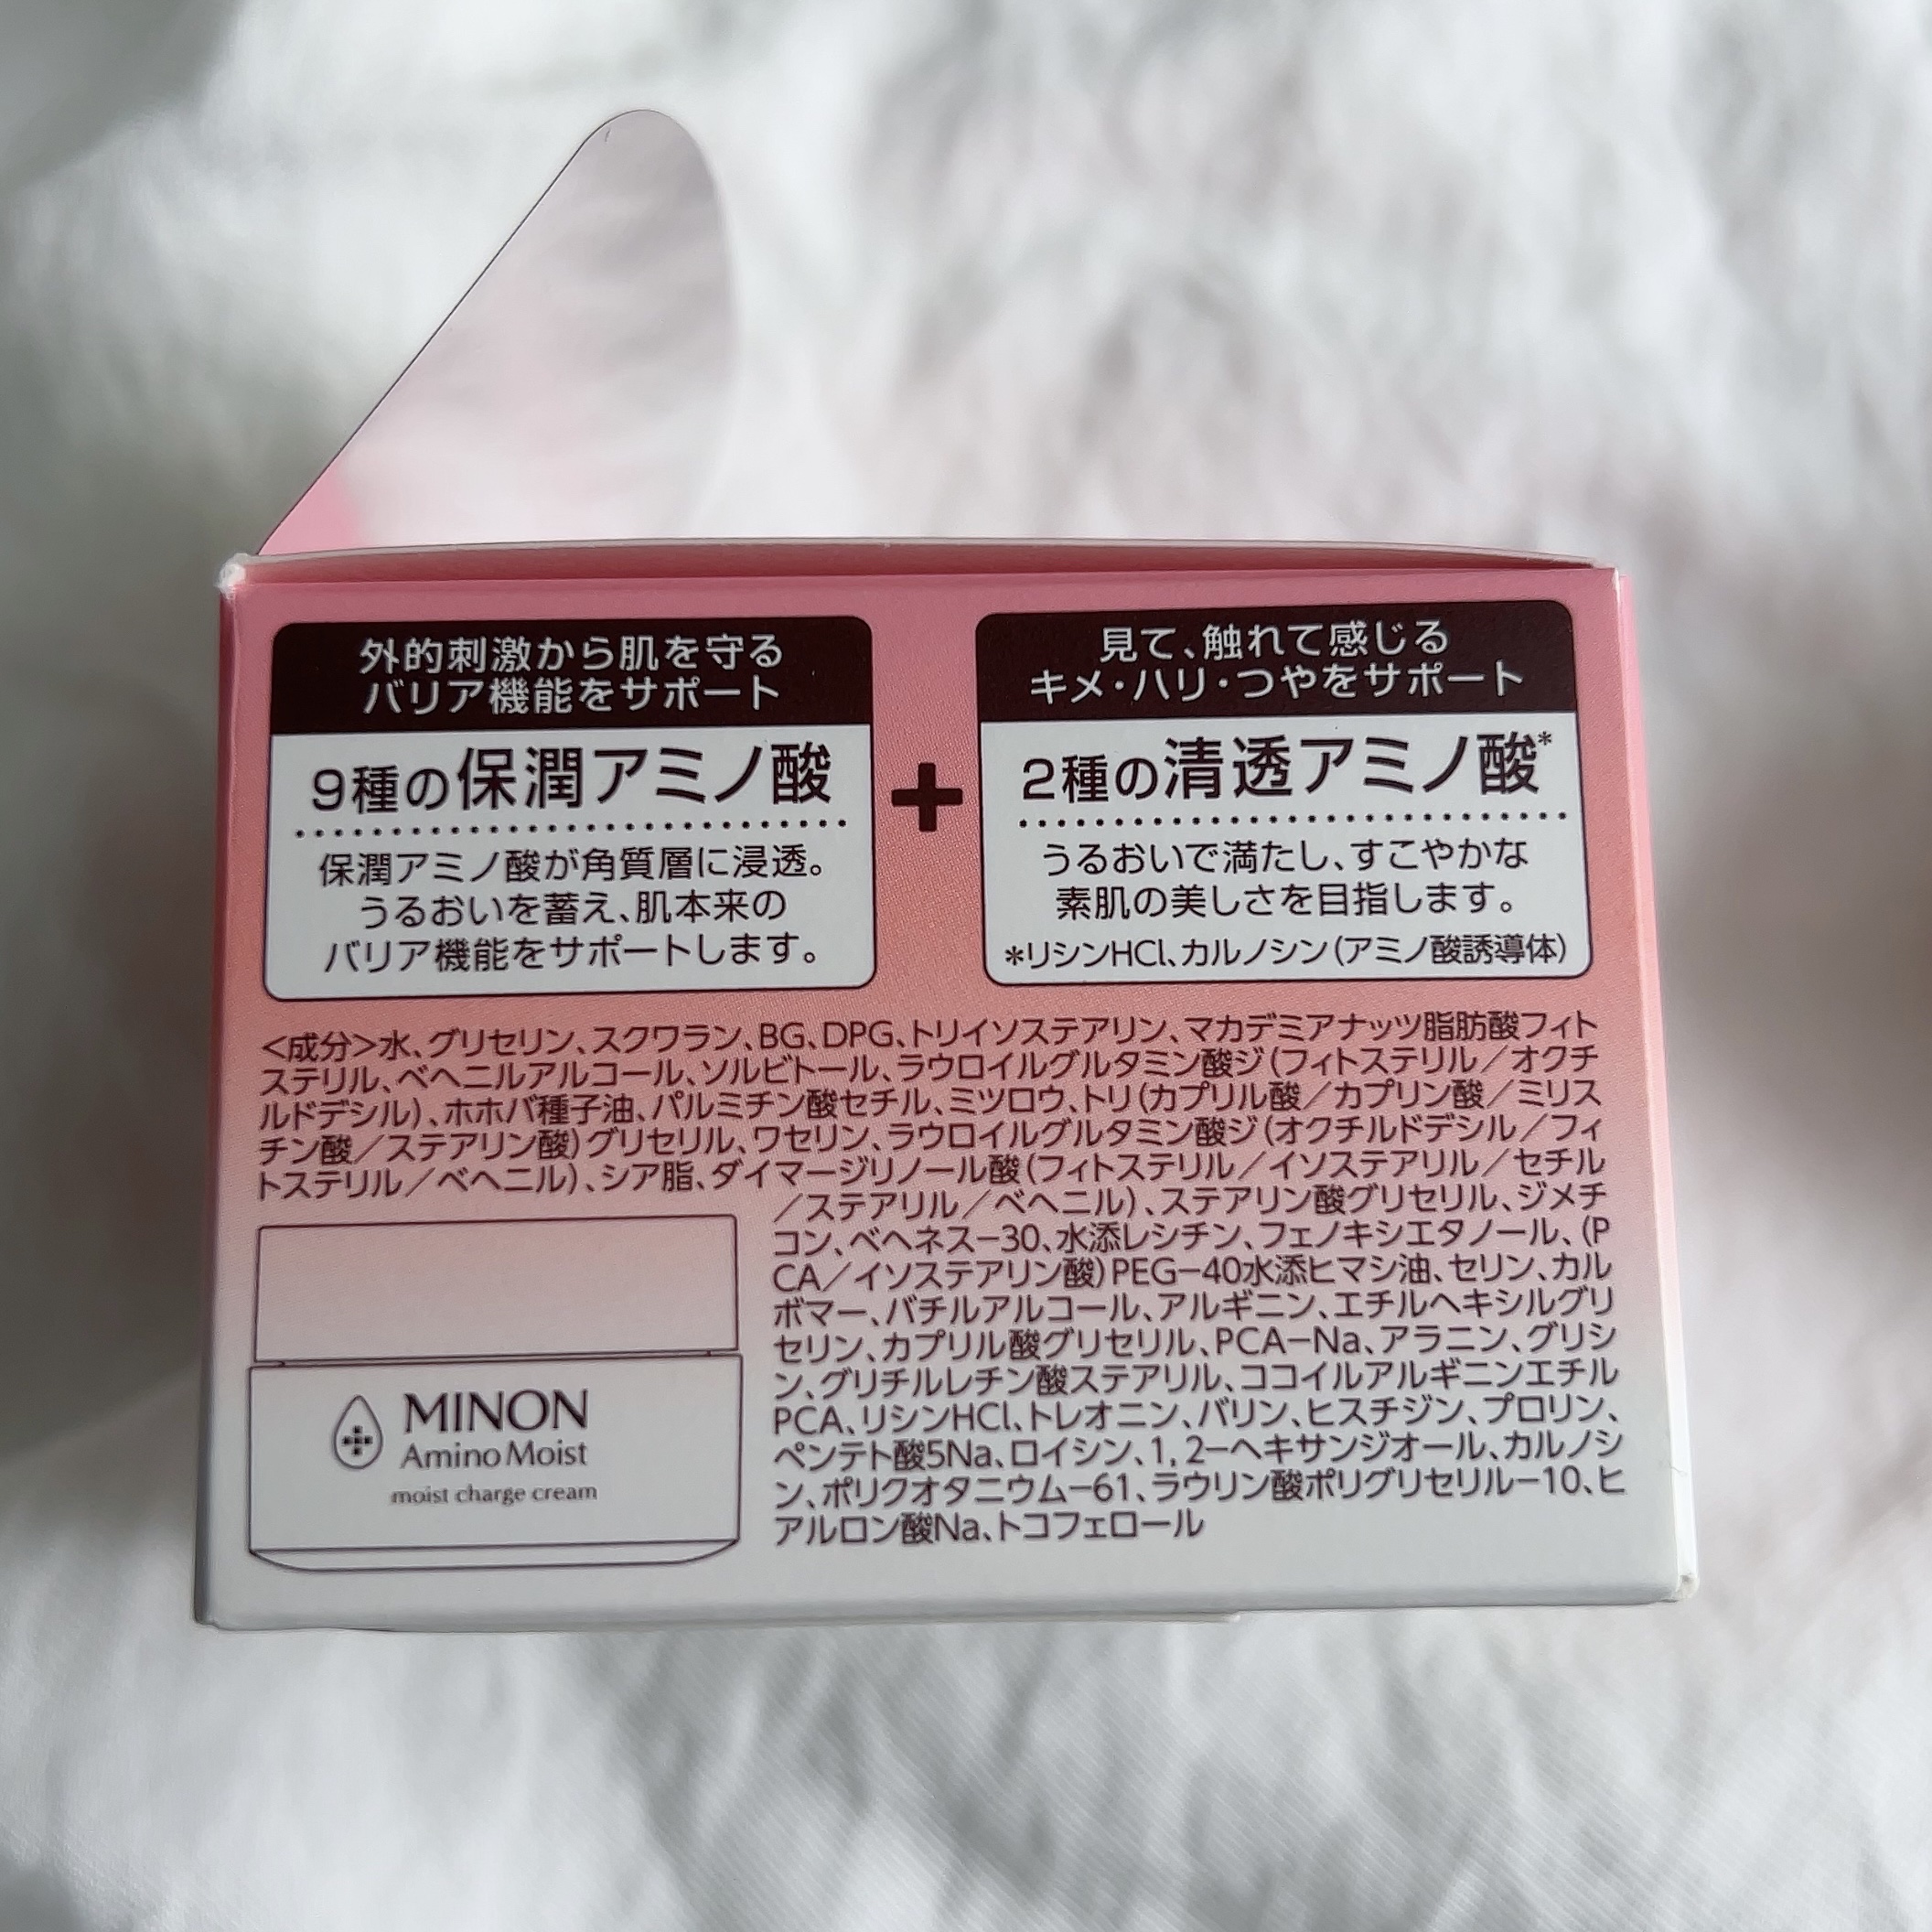 外的刺激から肌を守る
バリア機能をサポート
9種の保潤アミノ酸
保潤アミノ酸が角質層に浸透。
うるおいを蓄え、肌本来の
バリア機能をサポートします。
+
見て、触れて感じる
キメ・ハリ・つやをサポート
2種の清透アミノ酸*
うるおいで満たし、すこやかな
素肌の美しさを目指します。
*リシンHCl、カルノシン(アミノ酸誘導体)
<成分>水、グリセリン、スクワラン、BG、DPG、トリイソステアリン、マカデミアナッツ脂肪酸フィト
ステリル、ベヘニルアルコール、ソルビトール、ラウロイルグルタミン酸ジ(フィトステリル/オクチ
ルドデシル)、ホホバ種子油、パルミチン酸セチル、ミツロウ、トリ(カプリル酸/カプリン酸/ミリス
チン酸/ステアリン酸)グリセリル、ワセリン、ラウロイルグルタミン酸ジ(オクチルドデシル/フィ
トステリル/ベヘニル)、シア脂、ダイマージリノール酸(フィトステリル/イソステアリル/セチル
/ステアリル/ベヘニル)、ステアリン酸グリセリル、ジメチ
コン、ベヘネス-30、水添レシチン、フェノキシエタノール、(P
CA/イソステアリン酸)PEG-40水添ヒマシ油、セリン、カル
ボマー、バチルアルコール、アルギニン、エチルヘキシルグリ
セリン、カプリル酸グリセリル、PCA-Na、アラニン、グリシ
ン、グリチルレチン酸ステアリル、ココイルアルギニンエチル
PCA、リシンHCl、トレオニン、バリン、ヒスチジン、プロリン、
ペンテト酸5Na、ロイシン、1,2-ヘキサンジオール、カルノシ
ン、ポリクオタニウム-61、ラウリン酸ポリグリセリル-10、ヒ
アルロン酸Na、トコフェロール
MINON
Amino Moist
moist charge cream